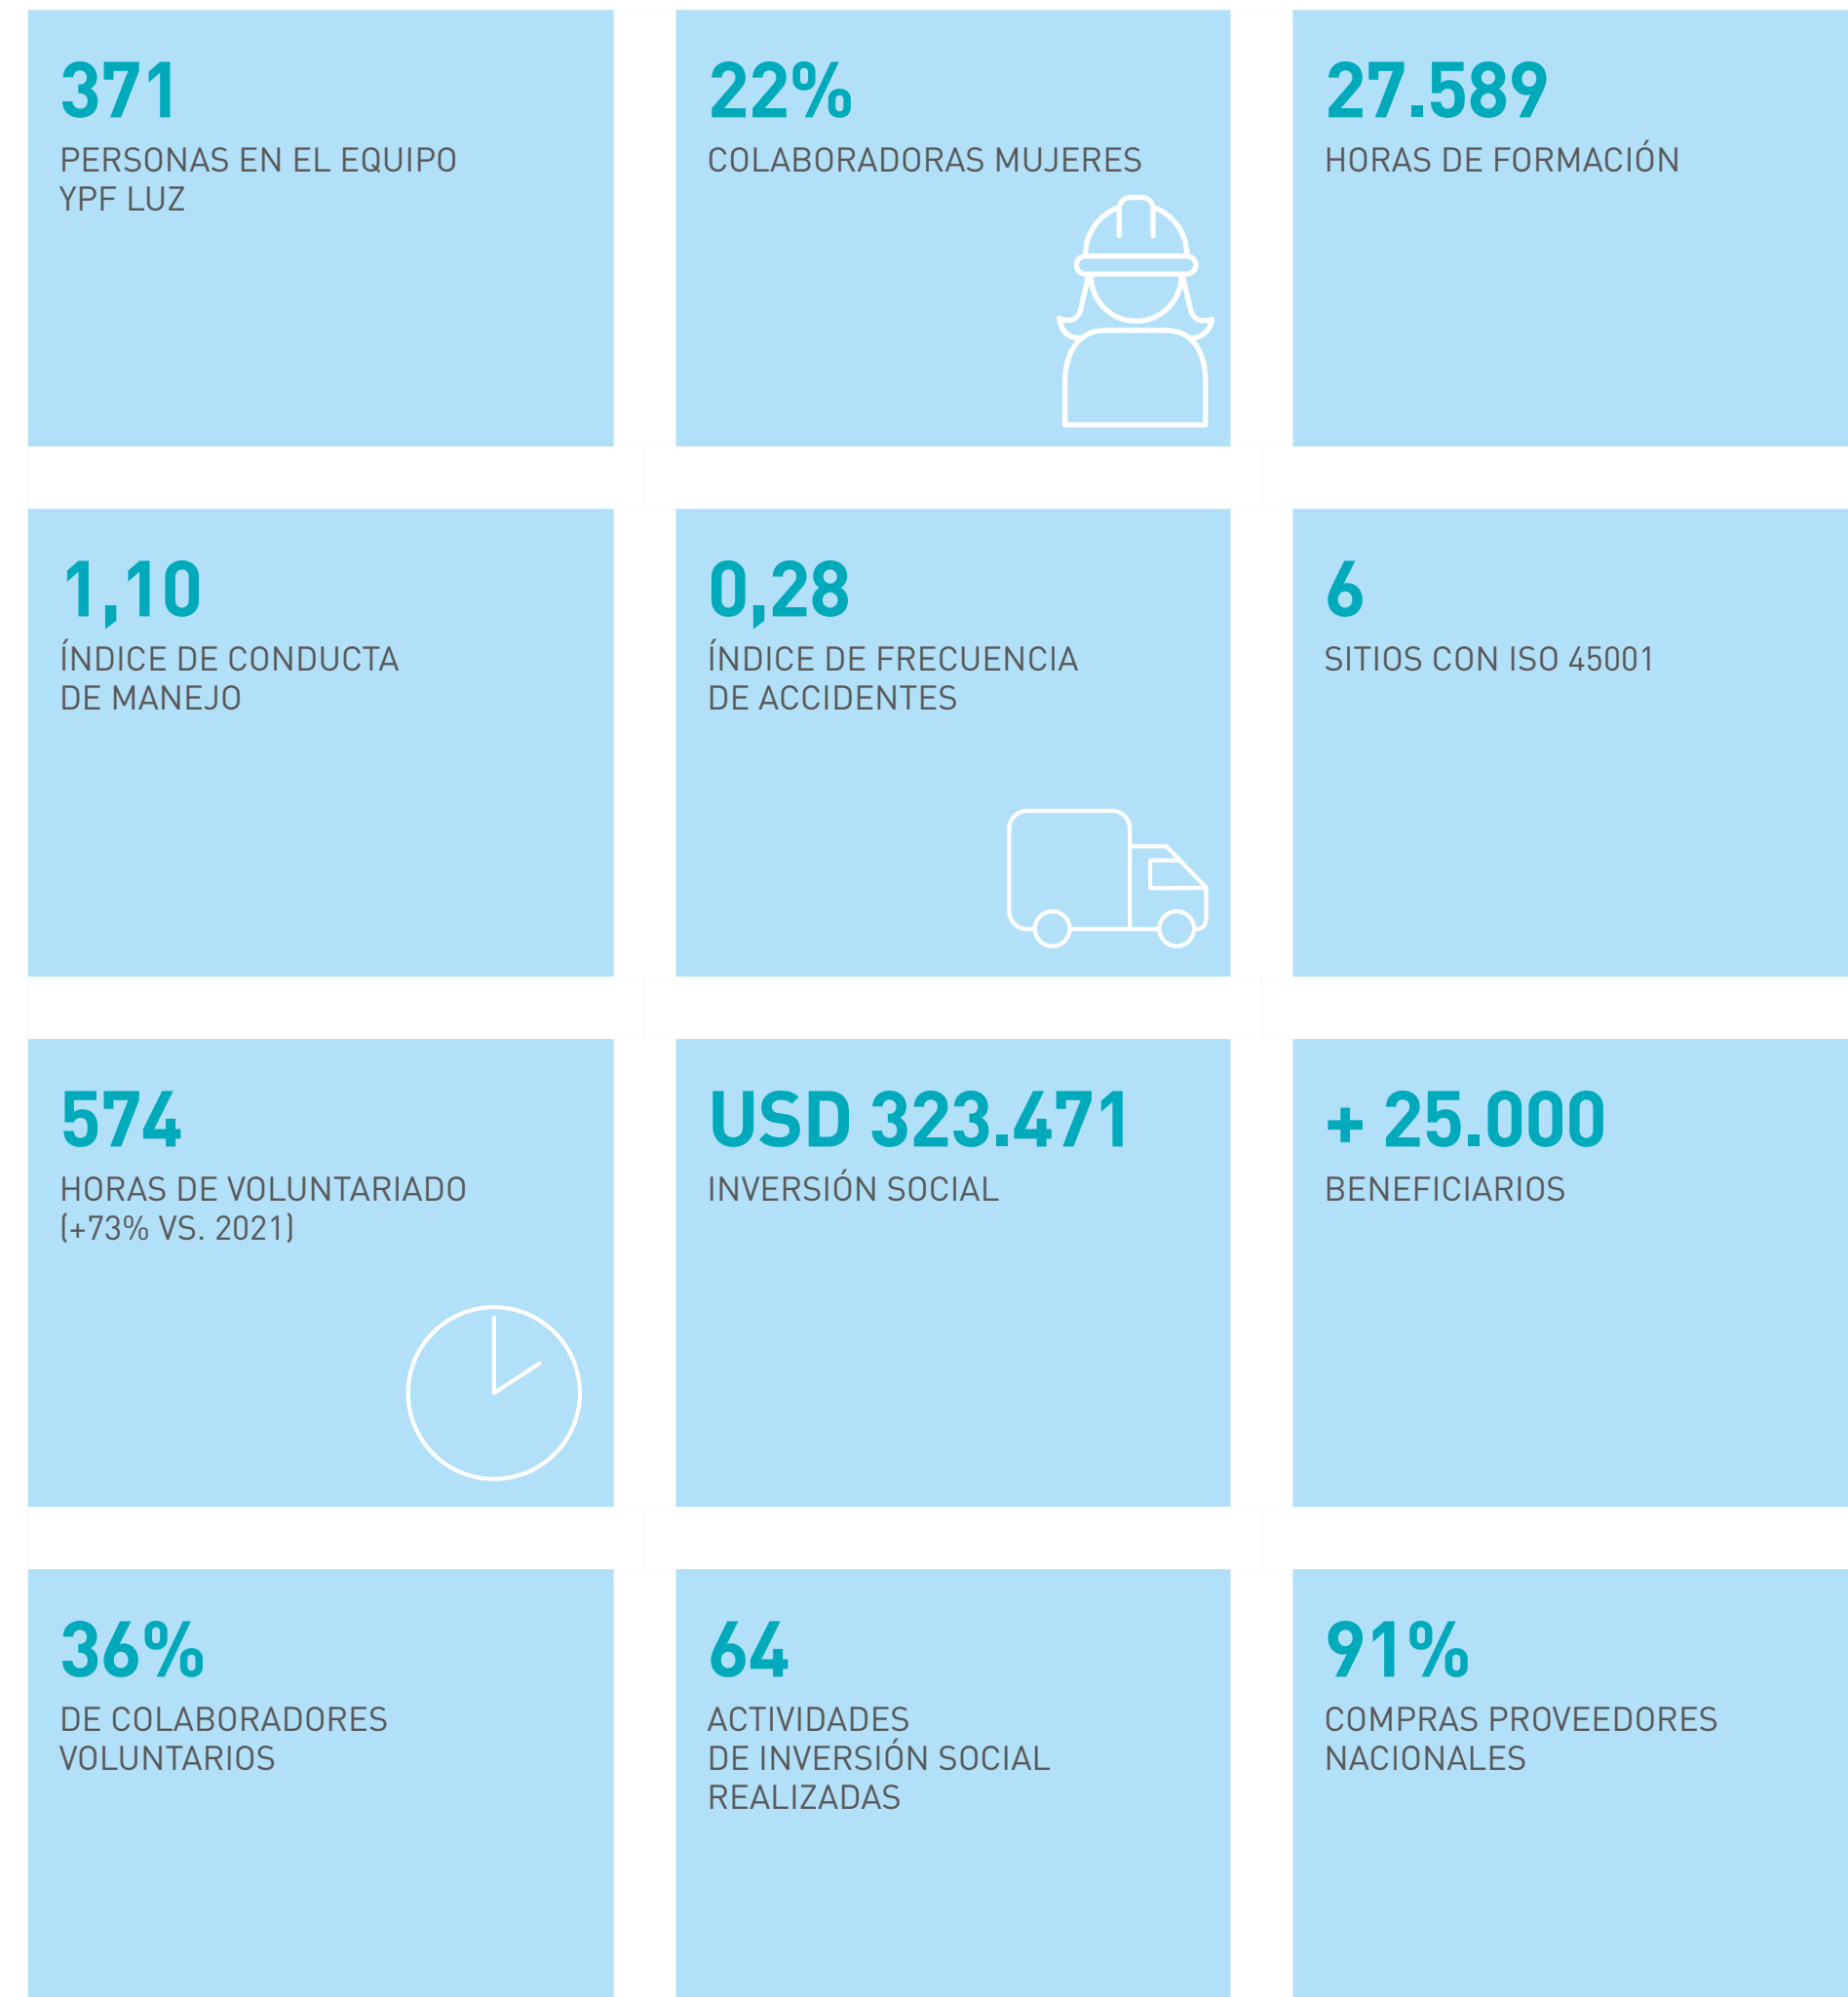 371
PERSONAS EN EL EQUIPO
YPF LUZ
22%
COLABORADORAS MUJERES
27.589
HORAS DE FORMACIÓN
1,10
ÍNDICE DE CONDUCTA
DE MANEJO
0,28
ÍNDICE DE FRECUENCIA
DE ACCIDENTES
6
SITIOS CON ISO 45001
574
HORAS DE VOLUNTARIADO
(+73% VS. 2021)
USD 323.471
INVERSIÓN SOCIAL
+ 25.000
BENEFICIARIOS
36%
DE COLABORADORES
VOLUNTARIOS
64
ACTIVIDADES
DE INVERSIÓN SOCIAL
REALIZADAS
91%
COMPRAS PROVEEDORES
NACIONALES